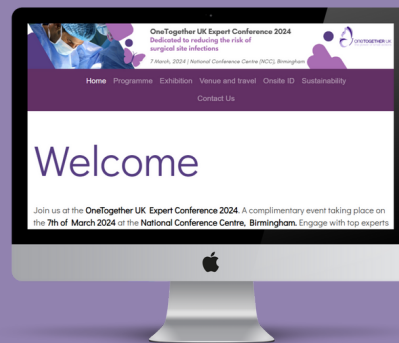 OneTogether UK Expert Conference 2024
Dedicated to reducing the risk of
surgical site infections
7 March, 2024 | National Conference Centre (NCC), Birmingham
ONETOGETHER UK
Home Programme Exhibition Venue and travel Onsite ID Sustainability
Contact Us
Welcome
Join us at the OneTogether UK Expert Conference 2024. A complimentary event taking place on
the 7th of March 2024 at the National Conference Centre, Birmingham. Engage with top experts